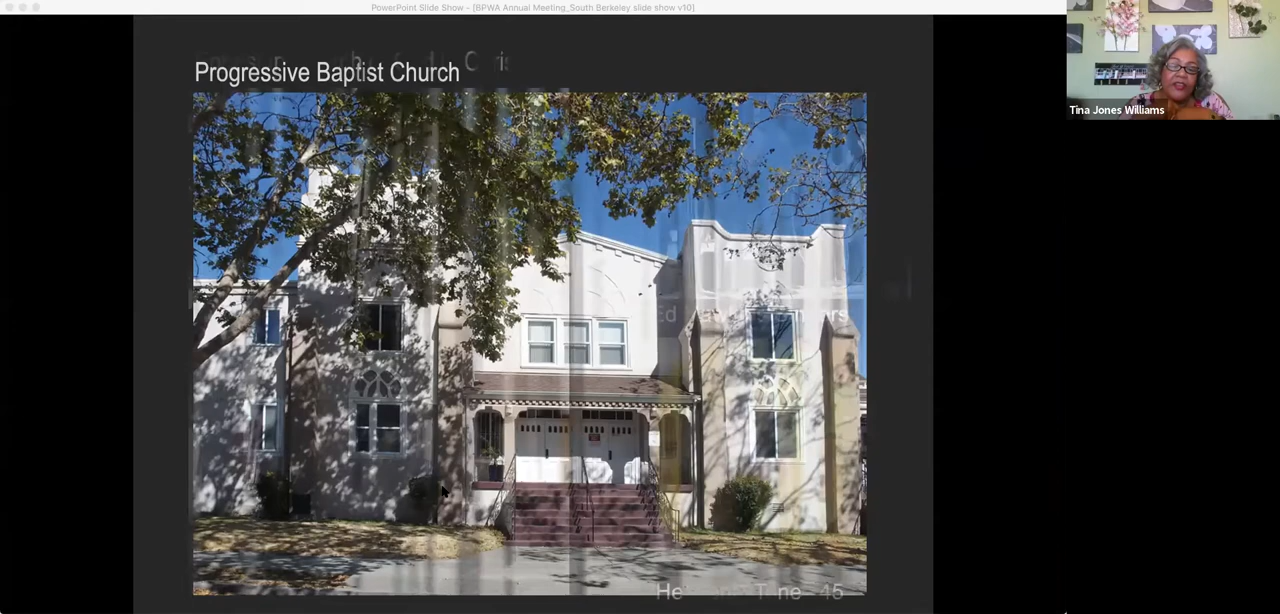 PowerPoint Slide Show - [BPWA Annual Meeting_South Berkeley slide show v10]
Progressive Baptist Church
Tina Jones Williams